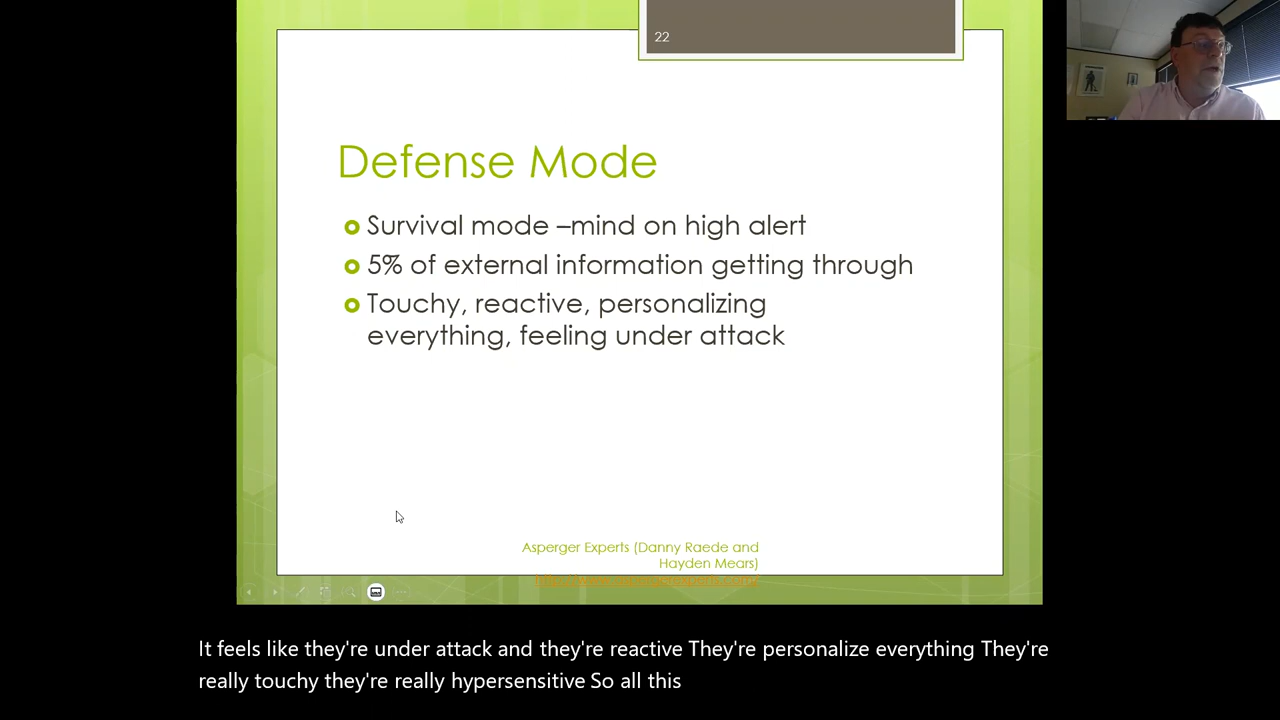 22
Defense Mode
Survival mode –mind on high alert
5% of external information getting through
Touchy, reactive, personalizing
everything, feeling under attack
Asperger Experts (Danny Raede and
Hayden Mears)
It feels like they're under attack and they're reactive They're personalize everything They're
really touchy they're really hypersensitive So all this